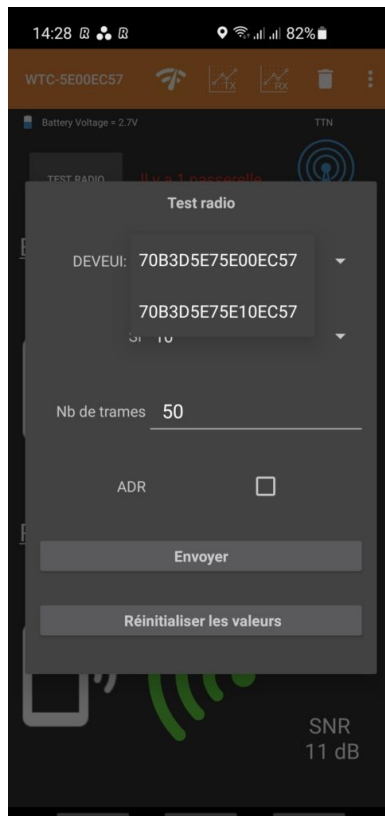 14:28 82%
WTC-5E00EC57 TX RX
Battery Voltage = 2.7V TTN
TEST RADIO Il y a 1 passerelle
Test radio
DEVEUI: 70B3D5E75E00EC57
70B3D5E75E10EC57
SF 10
Nb de trames 50
ADR
Envoyer
Réinitialiser les valeurs
SNR
11 dB